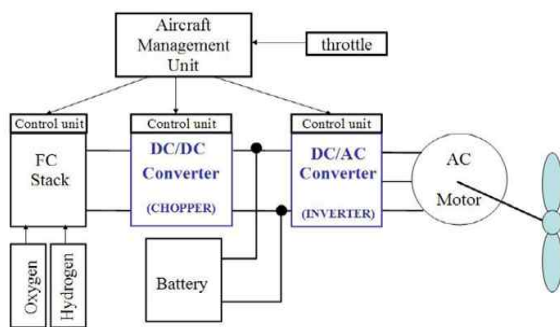 Aircraft
Management
Unit
throttle
Control unit
FC
Stack
Control unit
DC/DC
Converter
(CHOPPER)
Control unit
DC/AC
Converter
(INVERTER)
AC
Motor
Oxygen
Hydrogen
Battery